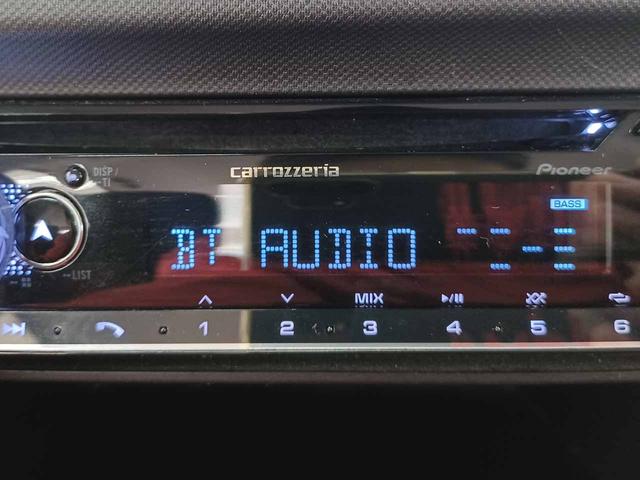 DISP/
carrozzeria
Pioneer
BASS
BT AUDIO
LIST
MIX
1 2 3 4 5 6